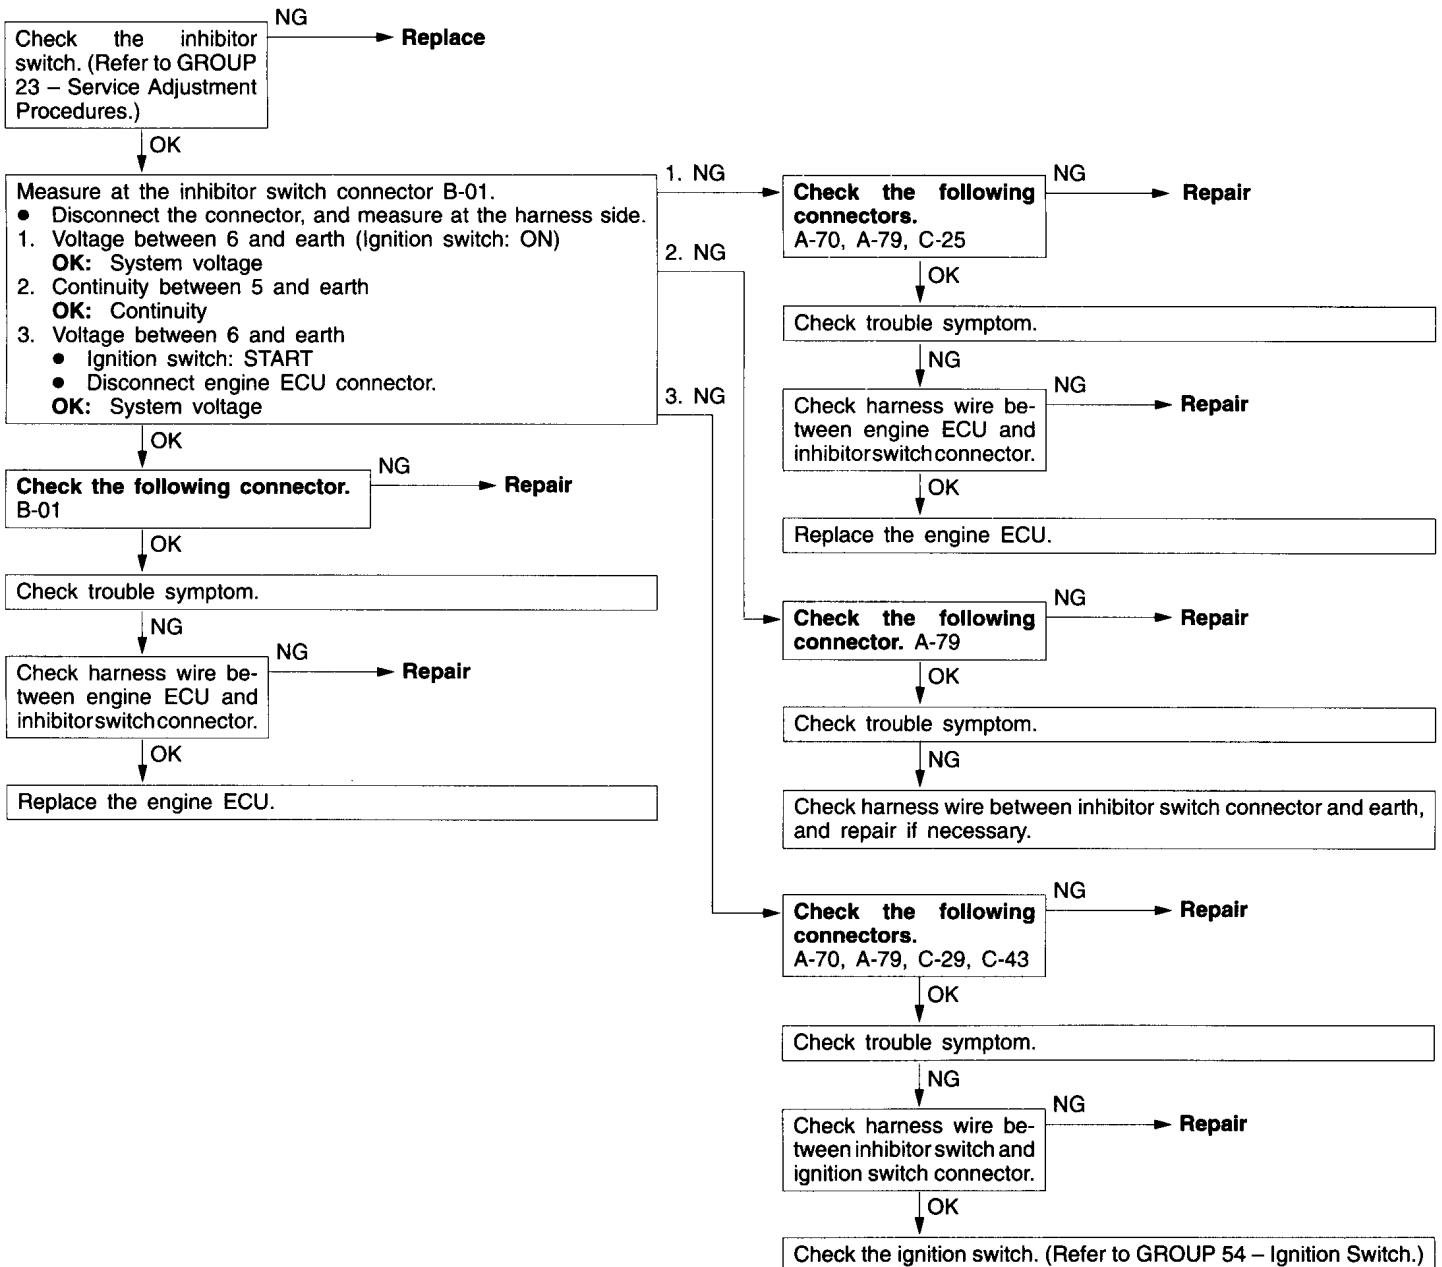 NG
Check the inhibitor
switch. (Refer to GROUP
23 – Service Adjustment
Procedures.)
Replace
OK
Measure at the inhibitor switch connector B-01.
● Disconnect the connector, and measure at the harness side.
1. Voltage between 6 and earth (Ignition switch: ON)
OK: System voltage
2. Continuity between 5 and earth
OK: Continuity
3. Voltage between 6 and earth
● Ignition switch: START
● Disconnect engine ECU connector.
OK: System voltage
OK
Check the following connector.
B-01
NG
Repair
OK
Check trouble symptom.
NG
Check harness wire be-
tween engine ECU and
inhibitor switch connector.
NG
Repair
OK
Replace the engine ECU.
1. NG
Check the following
connectors.
A-70, A-79, C-25
NG
Repair
OK
Check trouble symptom.
NG
Check harness wire be-
tween engine ECU and
inhibitor switch connector.
NG
Repair
OK
Replace the engine ECU.
2. NG
Check the following
connector. A-79
NG
Repair
OK
Check trouble symptom.
NG
Check harness wire between inhibitor switch connector and earth,
and repair if necessary.
3. NG
Check the following
connectors.
A-70, A-79, C-29, C-43
NG
Repair
OK
Check trouble symptom.
NG
Check harness wire be-
tween inhibitor switch and
ignition switch connector.
NG
Repair
OK
Check the ignition switch. (Refer to GROUP 54 – Ignition Switch.)